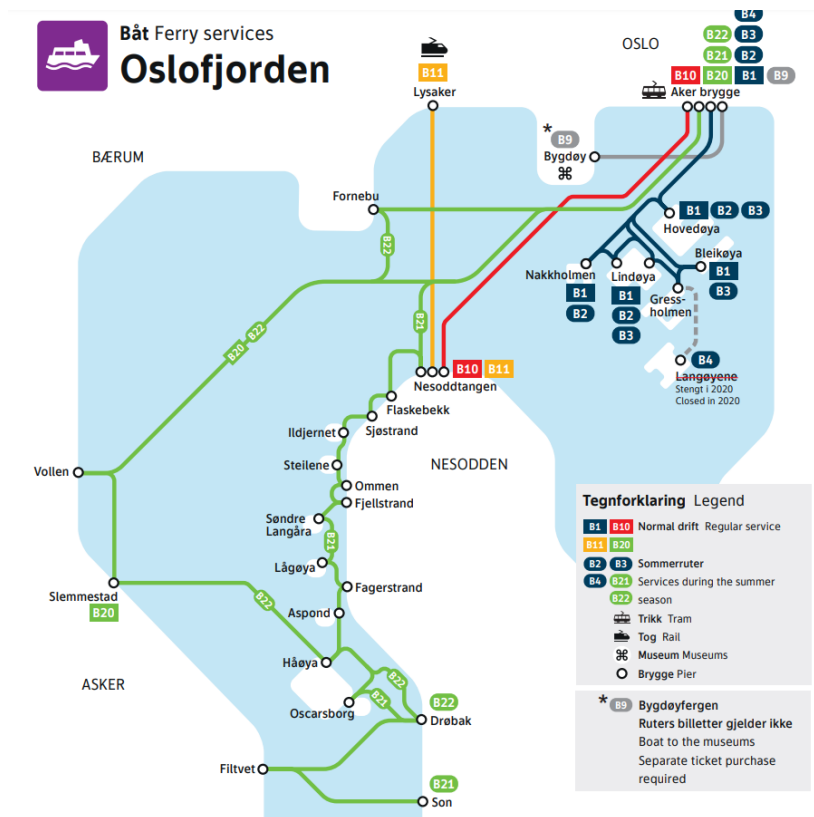 Båt Ferry services
Oslofjorden
OSLO
B4
B22 B3
B21 B2
B10 B20 B1 B9
Aker brygge
B11
Lysaker
* B9
Bygdøy
BÆRUM
Fornebu
B22
B1 B2 B3
Hovedøya
Bleikøya
B1
B3
Nakkholmen
B1
B2
Lindøya
B1
B2
B3
Gress-
holmen
B4
Langøyene
Stengt i 2020
Closed in 2020
B21
B20 B22
B10 B11
Nesoddtangen
Flaskebekk
Sjøstrand
Ildjernet
Steilene
NESODDEN
Vollen
Ommen
Fjellstrand
Søndre
Langåra
B21
Lågøya
Fagerstrand
Slemmestad
B20
B22
Aspond
Håøya
ASKER
B22
B21
Oscarsborg
B22
Drøbak
Filtvet
B21
Son
Tegnforklaring Legend
B1 B10 Normal drift Regular service
B11 B20
B2 B3 Sommerruter
B4 B21 Services during the summer
B22 season
Trikk Tram
Tog Rail
Museum Museums
Brygge Pier
* B9 Bygdøyfergen
Ruters billetter gjelder ikke
Boat to the museums
Separate ticket purchase
required